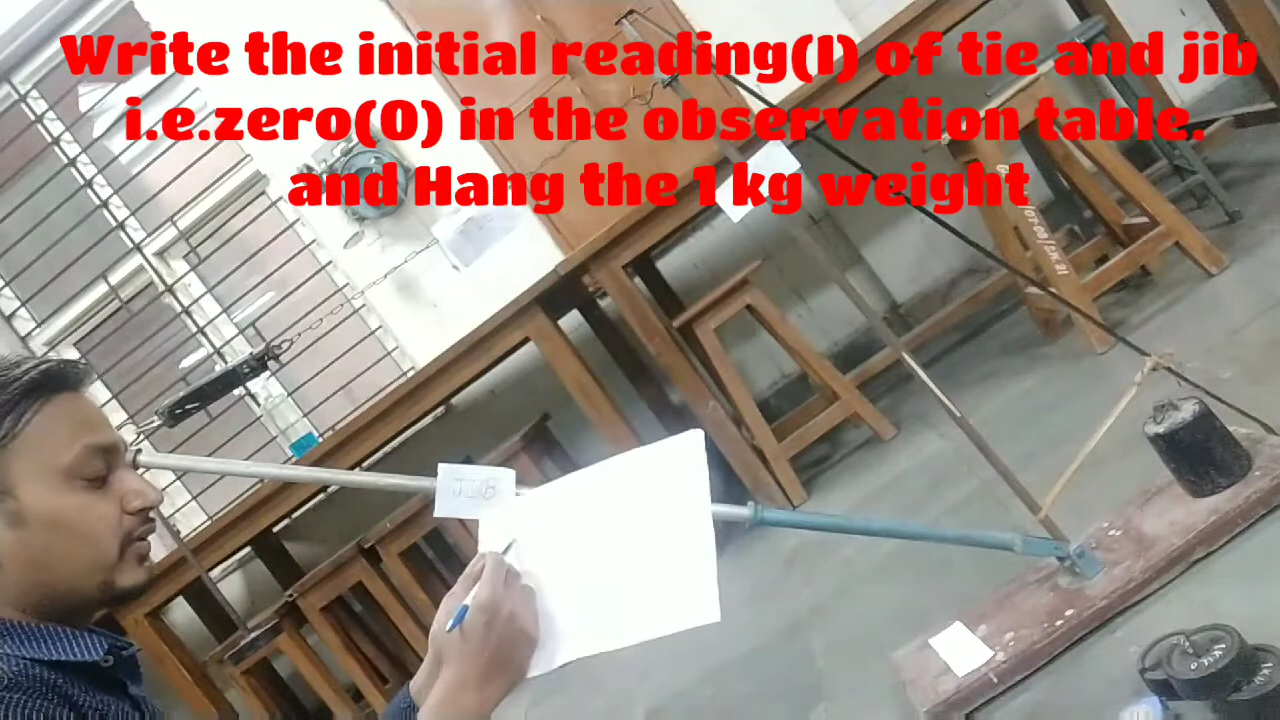 Write the initial reading(I) of tie and jib
i.e.zero(0) in the observation table.
and Hang the 1 kg weight
JIB